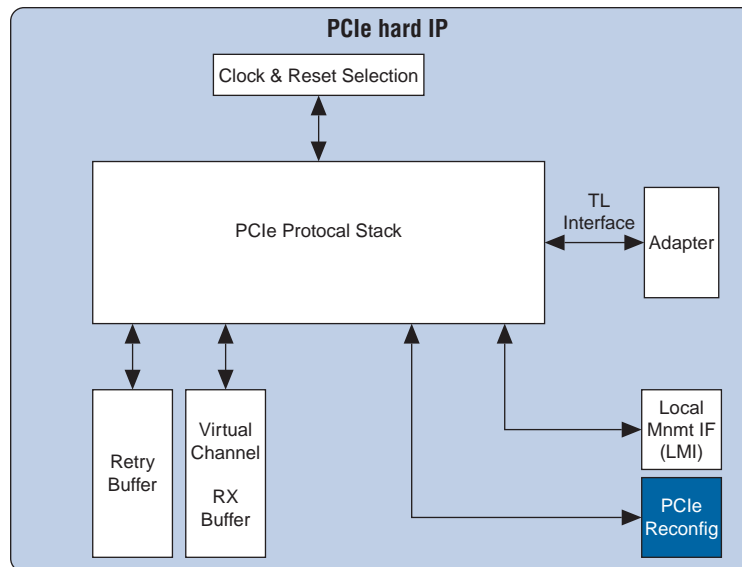 PCIe hard IP
Clock & Reset Selection
PCIe Protocal Stack
TL
Interface
Adapter
Retry
Buffer
Virtual
Channel
RX
Buffer
Local
Mnmt IF
(LMI)
PCIe
Reconfig